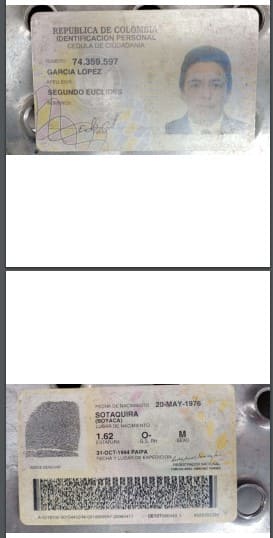 REPUBLICA DE COLOMBIA
IDENTIFICACION PERSONAL
CEDULA DE CIUDADANIA
NUMERO 74.359.597
GARCIA LOPEZ
APELLIDOS
SEGUNDO EUCLIDES
NOMBRES
FECHA DE NACIMIENTO 20-MAY-1976
SOTAQUIRA
(BOYACA)
LUGAR DE NACIMIENTO
1.62 O- M
ESTATURA G.S. RH SEXO
31-OCT-1994 PAIPA
FECHA Y LUGAR DE EXPEDICION
INDICE DERECHO
REGISTRADOR NACIONAL